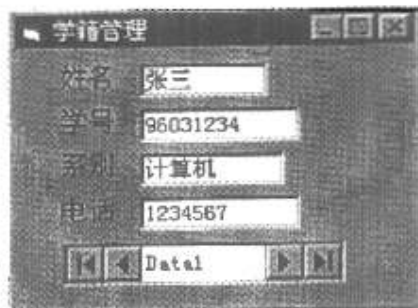 学籍管理
姓名 张三
学号 96031234
系别 计算机
电话 1234567
Data1